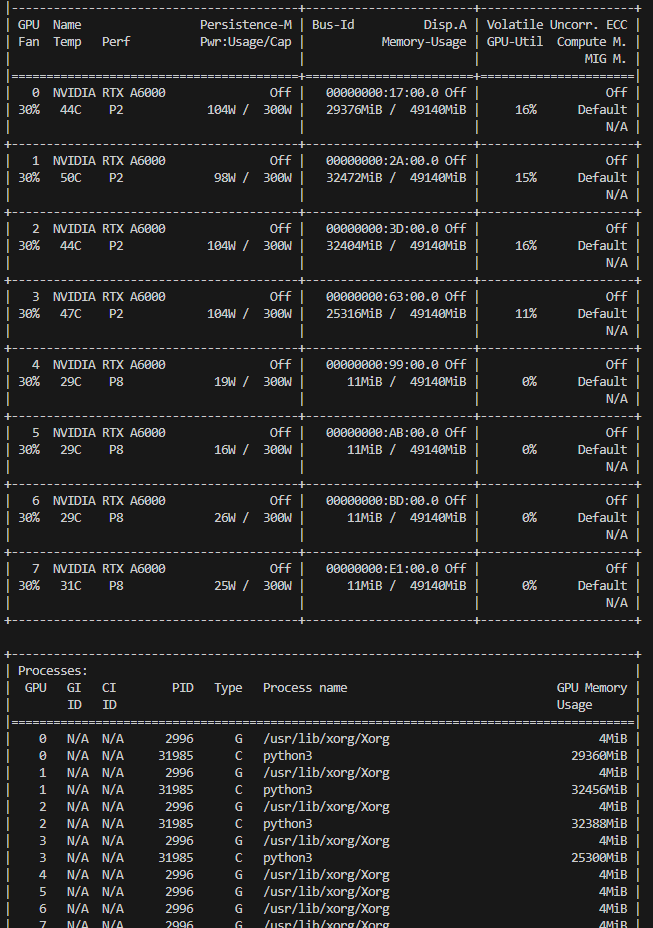 |-------------------------------+----------------------+----------------------+
| GPU  Name        Persistence-M| Bus-Id        Disp.A | Volatile Uncorr. ECC |
| Fan  Temp  Perf  Pwr:Usage/Cap|         Memory-Usage | GPU-Util  Compute M. |
|                               |                      |               MIG M. |
|===============================+======================+======================|
|   0  NVIDIA RTX A6000    Off  | 00000000:17:00.0 Off |                  Off |
| 30%   44C    P2   104W / 300W |  29376MiB / 49140MiB |     16%      Default |
|                               |                      |                  N/A |
+-------------------------------+----------------------+----------------------+
|   1  NVIDIA RTX A6000    Off  | 00000000:2A:00.0 Off |                  Off |
| 30%   50C    P2    98W / 300W |  32472MiB / 49140MiB |     15%      Default |
|                               |                      |                  N/A |
+-------------------------------+----------------------+----------------------+
|   2  NVIDIA RTX A6000    Off  | 00000000:3D:00.0 Off |                  Off |
| 30%   44C    P2   104W / 300W |  32404MiB / 49140MiB |     16%      Default |
|                               |                      |                  N/A |
+-------------------------------+----------------------+----------------------+
|   3  NVIDIA RTX A6000    Off  | 00000000:63:00.0 Off |                  Off |
| 30%   47C    P2   104W / 300W |  25316MiB / 49140MiB |     11%      Default |
|                               |                      |                  N/A |
+-------------------------------+----------------------+----------------------+
|   4  NVIDIA RTX A6000    Off  | 00000000:99:00.0 Off |                  Off |
| 30%   29C    P8    19W / 300W |     11MiB / 49140MiB |      0%      Default |
|                               |                      |                  N/A |
+-------------------------------+----------------------+----------------------+
|   5  NVIDIA RTX A6000    Off  | 00000000:AB:00.0 Off |                  Off |
| 30%   29C    P8    16W / 300W |     11MiB / 49140MiB |      0%      Default |
|                               |                      |                  N/A |
+-------------------------------+----------------------+----------------------+
|   6  NVIDIA RTX A6000    Off  | 00000000:BD:00.0 Off |                  Off |
| 30%   29C    P8    26W / 300W |     11MiB / 49140MiB |      0%      Default |
|                               |                      |                  N/A |
+-------------------------------+----------------------+----------------------+
|   7  NVIDIA RTX A6000    Off  | 00000000:E1:00.0 Off |                  Off |
| 30%   31C    P8    25W / 300W |     11MiB / 49140MiB |      0%      Default |
|                               |                      |                  N/A |
+-------------------------------+----------------------+----------------------+
+-----------------------------------------------------------------------------+
| Processes:                                                                  |
|  GPU   GI   CI        PID   Type   Process name                  GPU Memory |
|        ID   ID                                                   Usage      |
|=============================================================================|
|    0   N/A  N/A      2996      G   /usr/lib/xorg/Xorg                  4MiB |
|    0   N/A  N/A     31985      C   python3                         29360MiB |
|    1   N/A  N/A      2996      G   /usr/lib/xorg/Xorg                  4MiB |
|    1   N/A  N/A     31985      C   python3                         32456MiB |
|    2   N/A  N/A      2996      G   /usr/lib/xorg/Xorg                  4MiB |
|    2   N/A  N/A     31985      C   python3                         32388MiB |
|    3   N/A  N/A      2996      G   /usr/lib/xorg/Xorg                  4MiB |
|    3   N/A  N/A     31985      C   python3                         25300MiB |
|    4   N/A  N/A      2996      G   /usr/lib/xorg/Xorg                  4MiB |
|    5   N/A  N/A      2996      G   /usr/lib/xorg/Xorg                  4MiB |
|    6   N/A  N/A      2996      G   /usr/lib/xorg/Xorg                  4MiB |
|    7   N/A  N/A      2996      G   /usr/lib/xorg/Xorg                  4MiB |